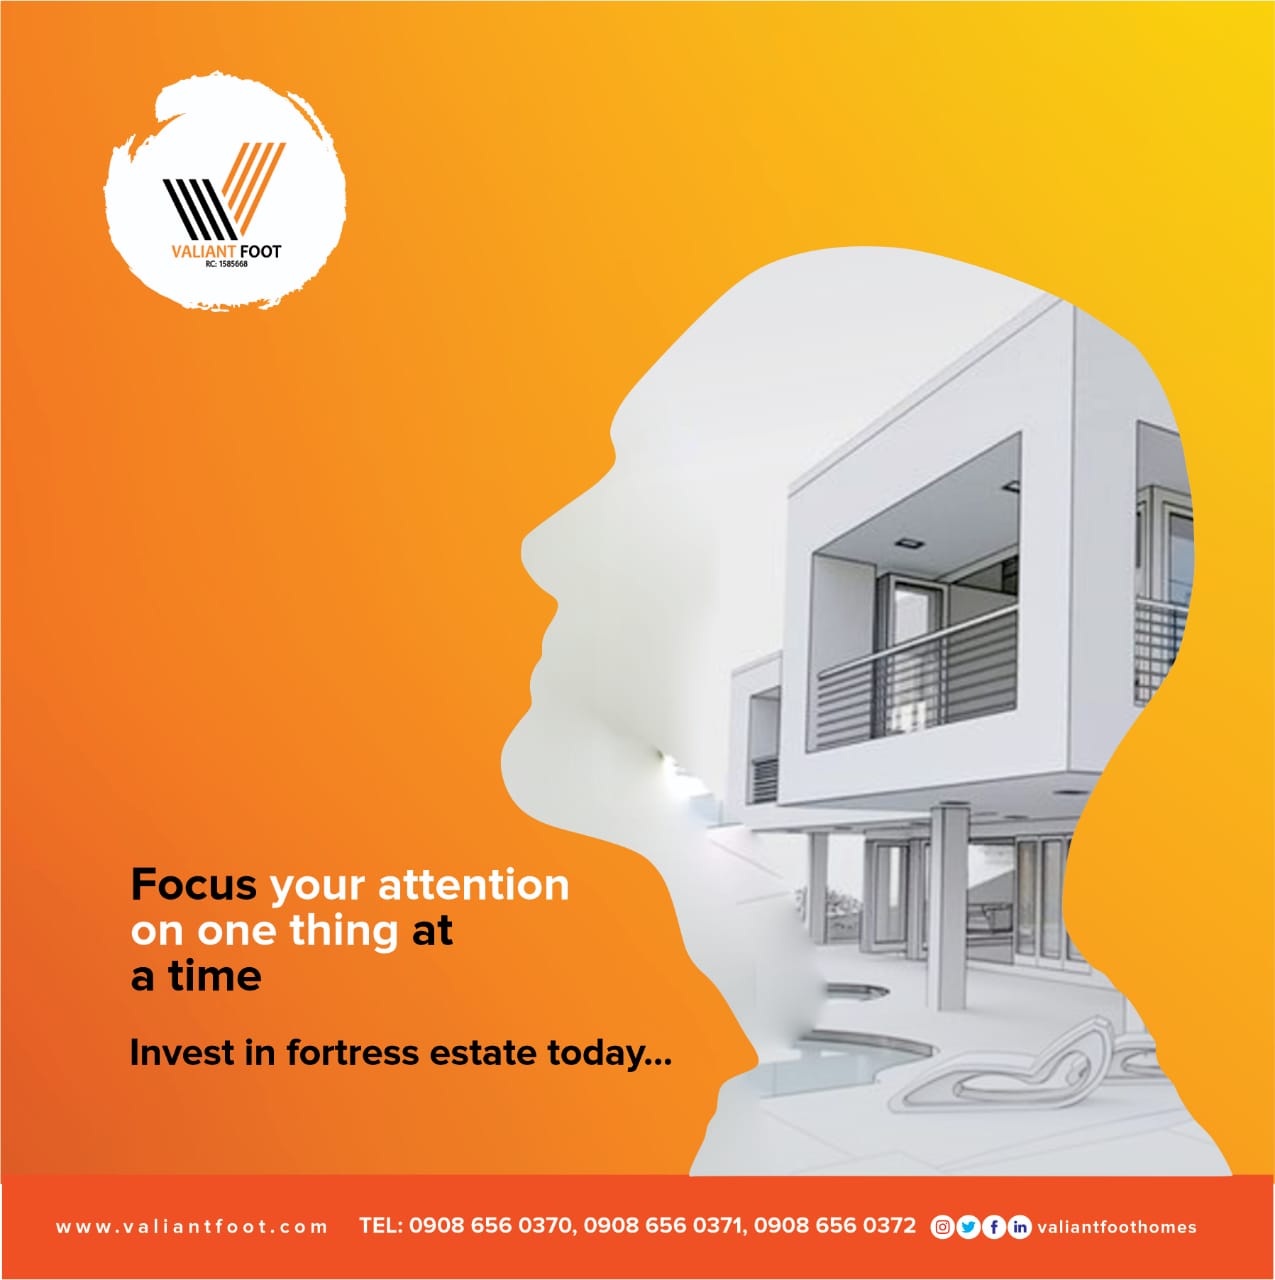 VALIANT FOOT
RC: 1585668
Focus your attention
on one thing at
a time
Invest in fortress estate today...
www.valiantfoot.com TEL: 0908 656 0370, 0908 656 0371, 0908 656 0372 valiantfoothomes